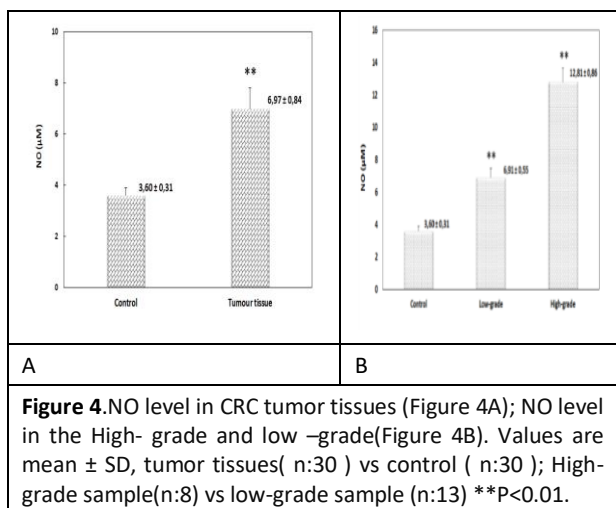 10
8
6
4
2
0
NO (µM)
**
6,97 ± 0,84
3,60 ± 0,31
Control
Tumour tissue
16
14
12
10
8
6
4
2
0
NO (µM)
**
12,81 ± 0,86
**
6,91 ± 0,55
3,60 ± 0,31
Control
Low-grade
High-grade
A
B
Figure 4.NO level in CRC tumor tissues (Figure 4A); NO level
in the High- grade and low –grade(Figure 4B). Values are
mean ± SD, tumor tissues( n:30 ) vs control ( n:30 ); High-
grade sample(n:8) vs low-grade sample (n:13) **P<0.01.